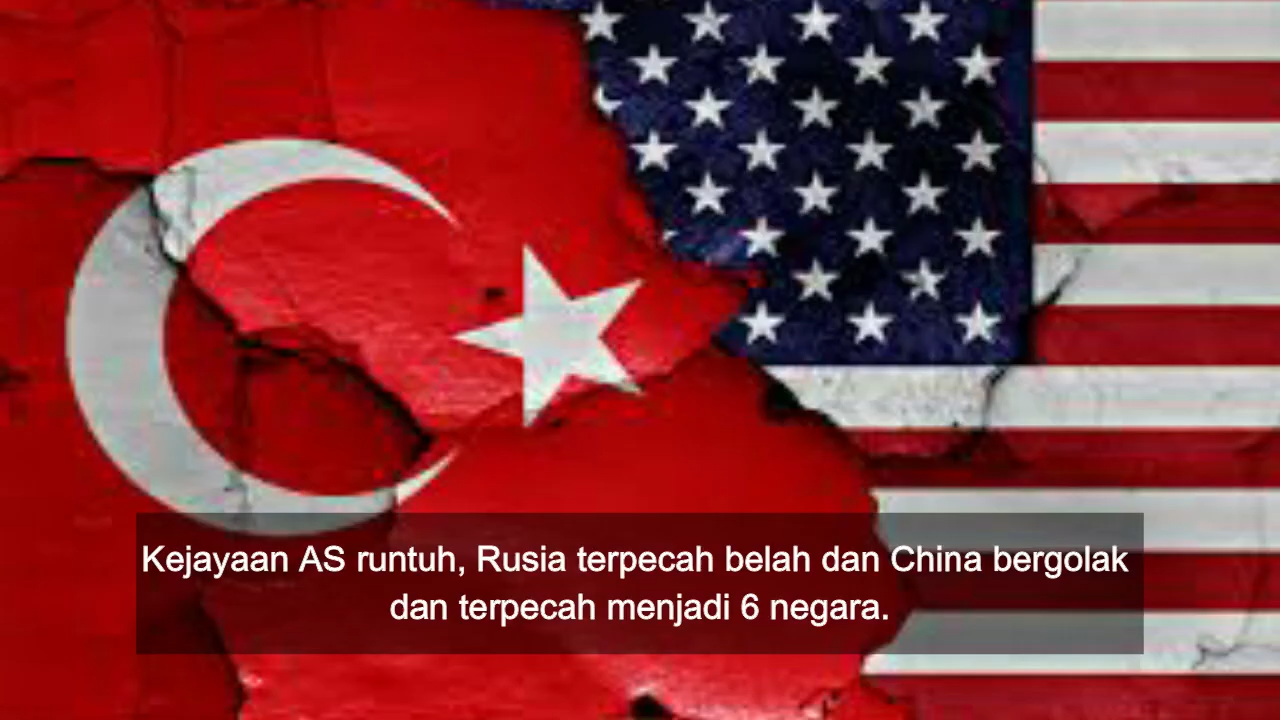 Kejayaan AS runtuh, Rusia terpecah belah dan China bergolak
dan terpecah menjadi 6 negara.